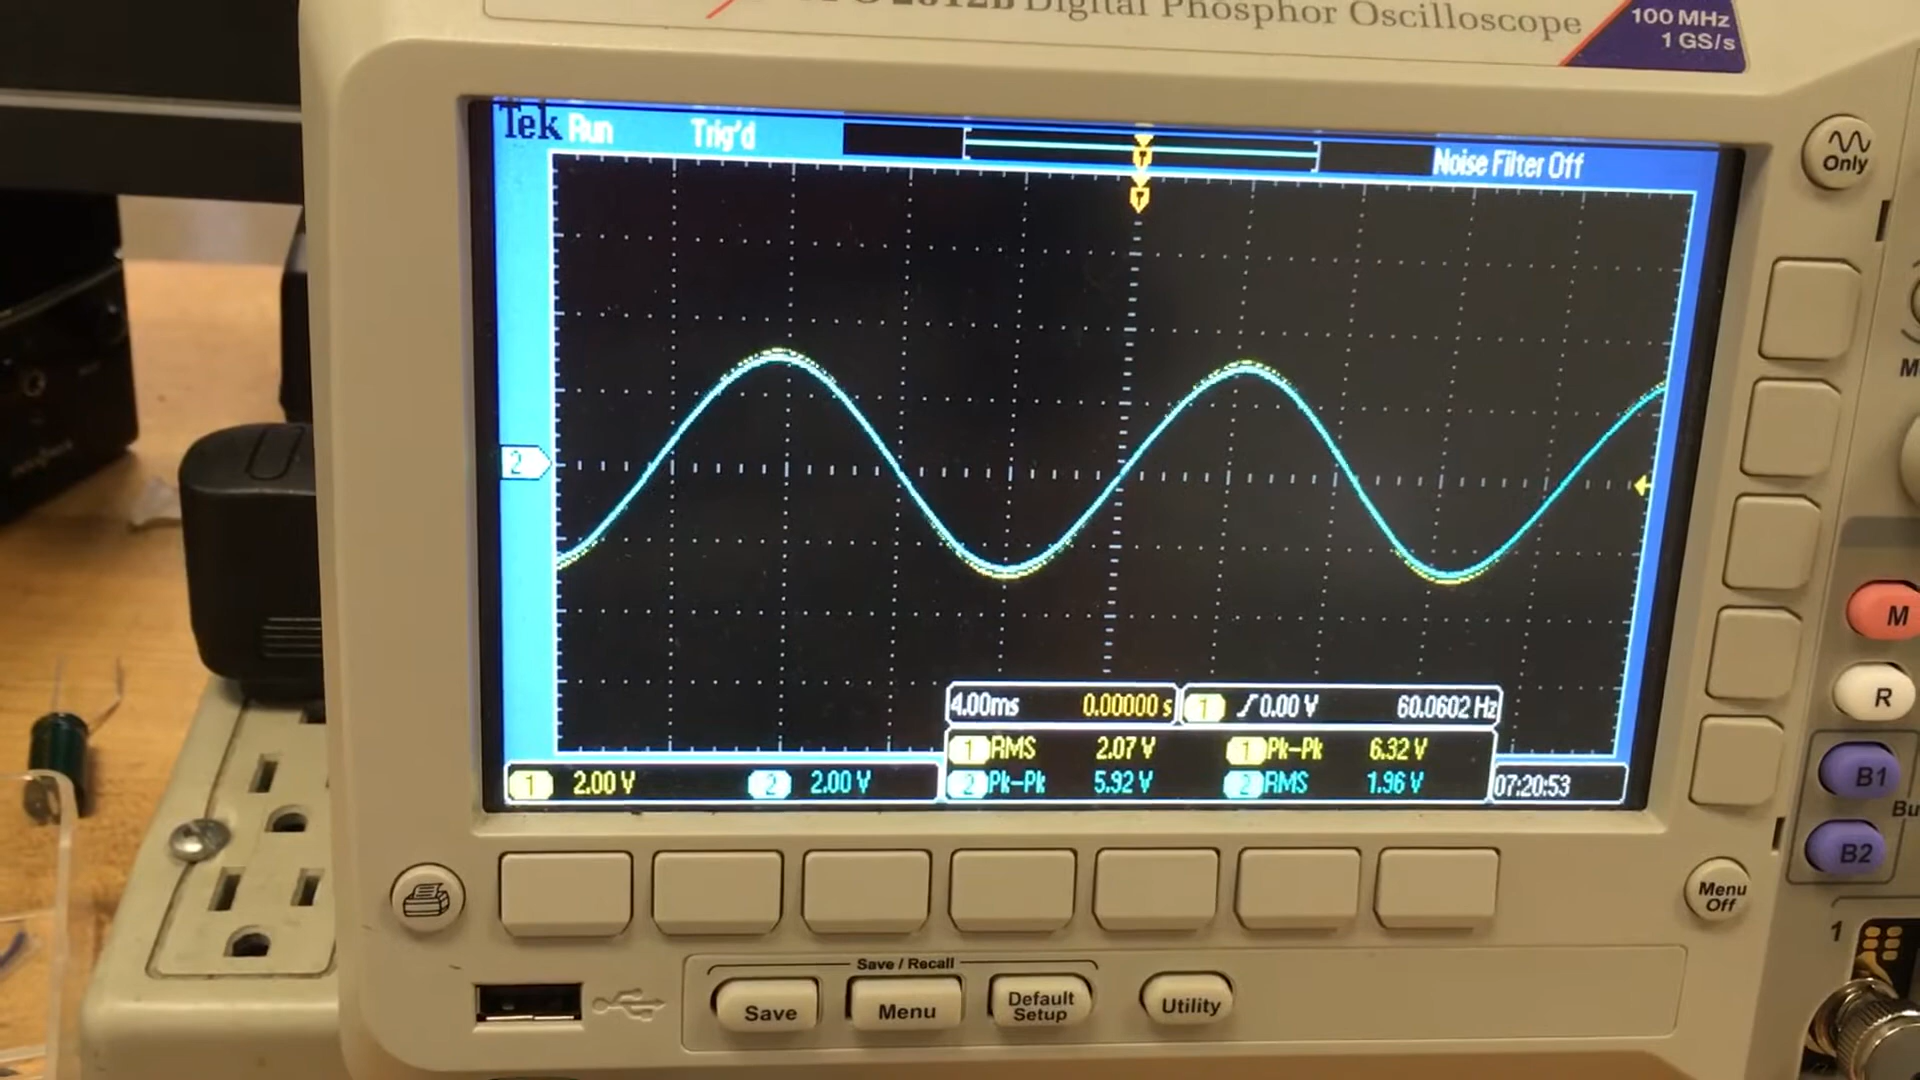 Digital Phosphor Oscilloscope
100 MHz
1 GS/s
Tek Run Trig'd
Noise Filter Off
Only
2
4.00ms 0.00000 s
1 0.00 V 60.0602 Hz
1 RMS 2.07 V 1 Pk-Pk 6.32 V
2 Pk-Pk 5.92 V 2 RMS 1.96 V
1 2.00 V 2 2.00 V
07:20:53
M
R
B1
B2
Menu
Off
1
Save / Recall
Save
Menu
Default
Setup
Utility